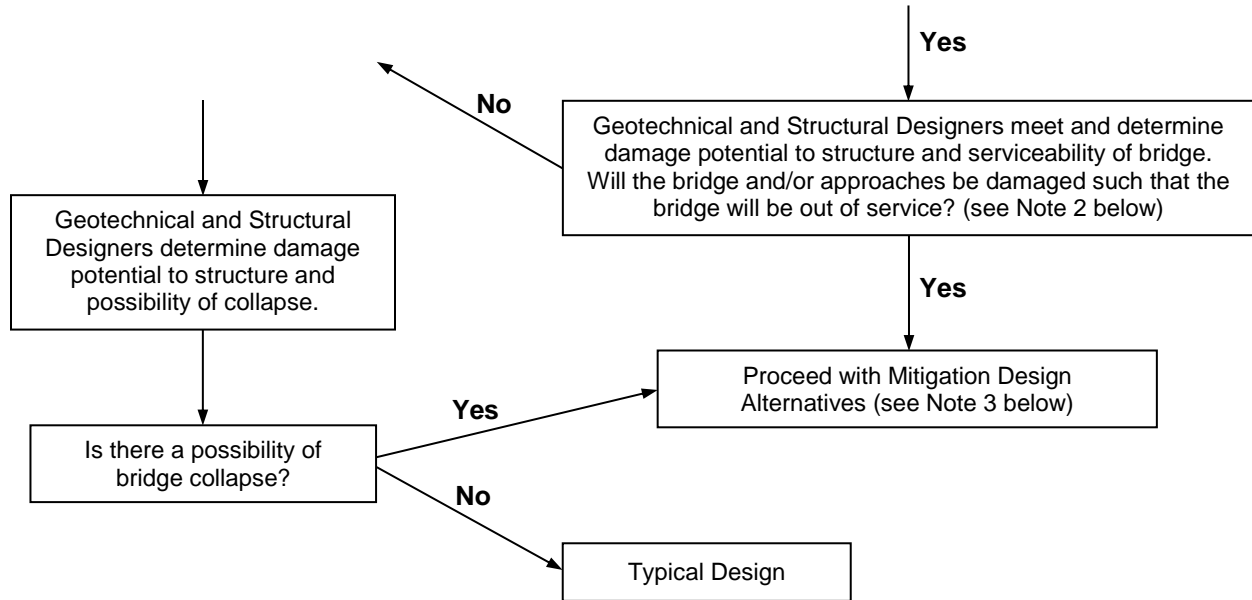 Yes
No
Geotechnical and Structural Designers meet and determine
damage potential to structure and serviceability of bridge.
Will the bridge and/or approaches be damaged such that the
bridge will be out of service? (see Note 2 below)
Geotechnical and Structural
Designers determine damage
potential to structure and
possibility of collapse.
Yes
Proceed with Mitigation Design
Alternatives (see Note 3 below)
Yes
Is there a possibility of
bridge collapse?
No
Typical Design